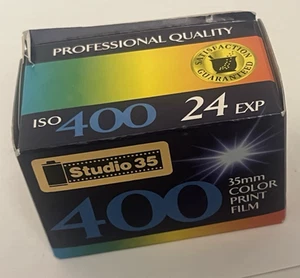 PROFESSIONAL QUALITY
SATISFACTION
GUARANTEED
ISO 400 24 EXP
Studio 35
400
35mm
COLOR
PRINT
FILM